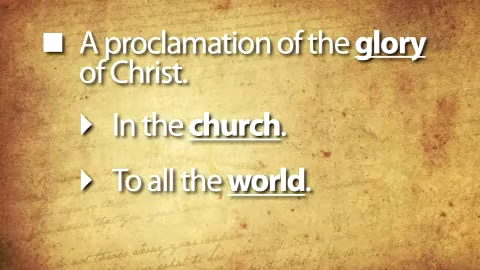 A proclamation of the glory
of Christ.
In the church.
To all the world.